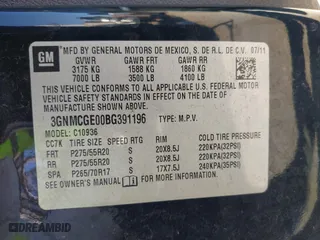 GM
MFD BY GENERAL MOTORS DE MEXICO, S. DE R.L. DE C.V. 07/11
GVWR GAWR FRT GAWR RR
3175 KG 1588 KG 1860 KG
7000 LB 3500 LB 4100 LB
THIS VEHICLE CONFORMS TO ALL APPLICABLE
U.S. FEDERAL MOTOR VEHICLE SAFETY
STANDARDS IN EFFECT ON THE DATE OF
MANUFACTURE SHOWN ABOVE.
3GNMCGE00BG391196 TYPE: M.P.V.
MODEL: C10936
CC7K TIRE SIZE SPEED RTG RIM COLD TIRE PRESSURE
FRT P275/55R20 S 20X8.5J 220KPA(32PSI)
RR P275/55R20 S 20X8.5J 220KPA(32PSI)
SPA P265/70R17 S 17X7.5J 240KPA(35PSI)
SEE OWNER'S MANUAL FOR ADDITIONAL INFORMATION.
DREAMBID